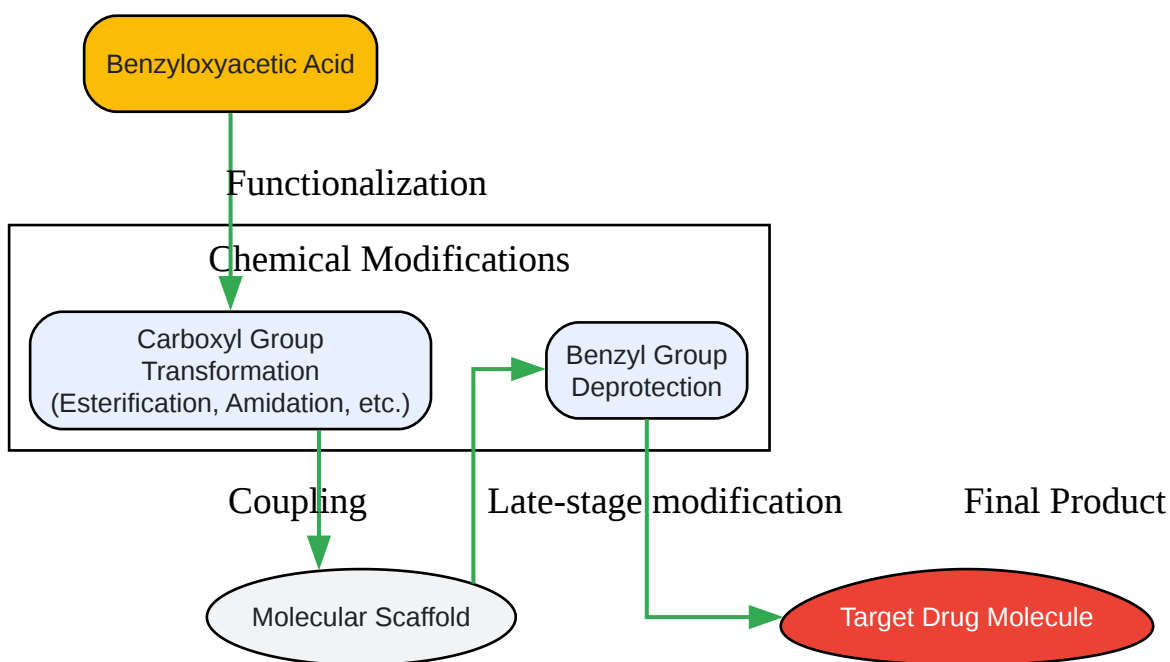 Benzyloxyacetic Acid
Functionalization
Chemical Modifications
Carboxyl Group
Transformation
(Esterification, Amidation, etc.)
Benzyl Group
Deprotection
Coupling
Late-stage modification
Final Product
Molecular Scaffold
Target Drug Molecule